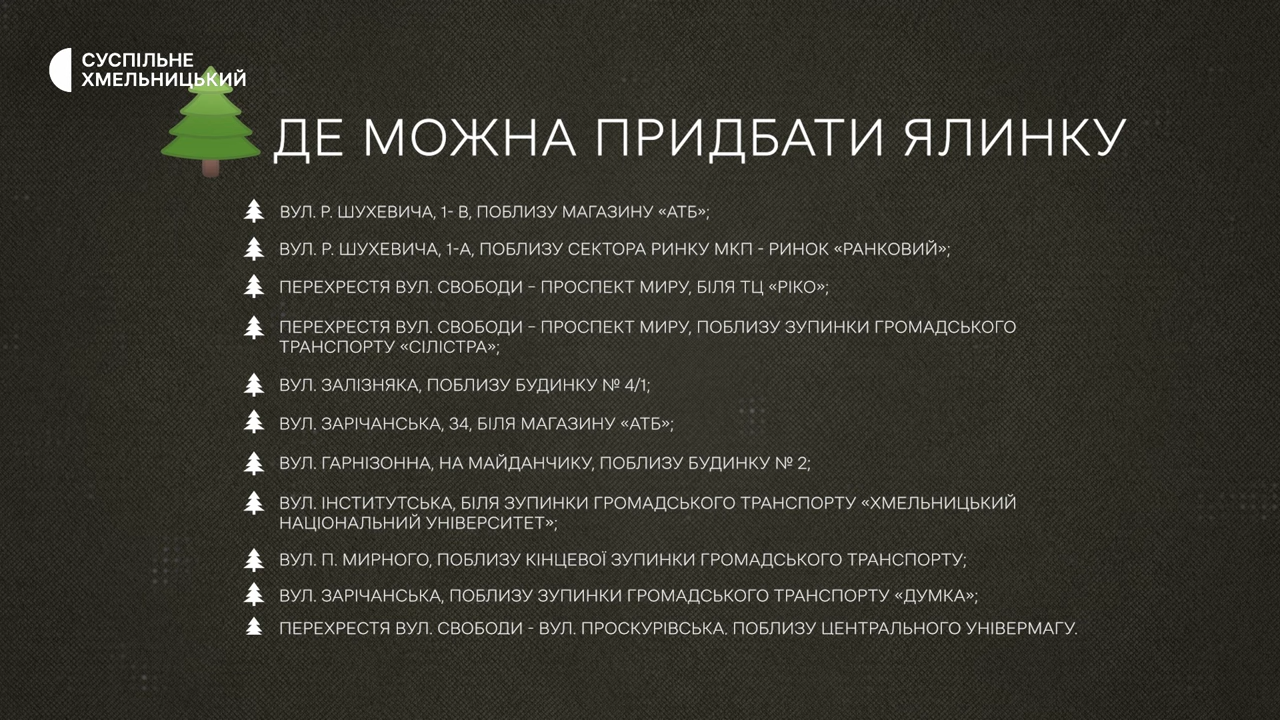 СУСПІЛЬНЕ
ХМЕЛЬНИЦЬКИЙ
ДЕ МОЖНА ПРИДБАТИ ЯЛИНКУ
ВУЛ. Р. ШУХЕВИЧА, 1- В, ПОБЛИЗУ МАГАЗИНУ «АТБ»;
ВУЛ. Р. ШУХЕВИЧА, 1-А, ПОБЛИЗУ СЕКТОРА РИНКУ МКП - РИНОК «РАНКОВИЙ»;
ПЕРЕХРЕСТЯ ВУЛ. СВОБОДИ – ПРОСПЕКТ МИРУ, БІЛЯ ТЦ «РІКО»;
ПЕРЕХРЕСТЯ ВУЛ. СВОБОДИ – ПРОСПЕКТ МИРУ, ПОБЛИЗУ ЗУПИНКИ ГРОМАДСЬКОГО
ТРАНСПОРТУ «СІЛІСТРА»;
ВУЛ. ЗАЛІЗНЯКА, ПОБЛИЗУ БУДИНКУ № 4/1;
ВУЛ. ЗАРІЧАНСЬКА, 34, БІЛЯ МАГАЗИНУ «АТБ»;
ВУЛ. ГАРНІЗОННА, НА МАЙДАНЧИКУ, ПОБЛИЗУ БУДИНКУ № 2;
ВУЛ. ІНСТИТУТСЬКА, БІЛЯ ЗУПИНКИ ГРОМАДСЬКОГО ТРАНСПОРТУ «ХМЕЛЬНИЦЬКИЙ
НАЦІОНАЛЬНИЙ УНІВЕРСИТЕТ»;
ВУЛ. П. МИРНОГО, ПОБЛИЗУ КІНЦЕВОЇ ЗУПИНКИ ГРОМАДСЬКОГО ТРАНСПОРТУ;
ВУЛ. ЗАРІЧАНСЬКА, ПОБЛИЗУ ЗУПИНКИ ГРОМАДСЬКОГО ТРАНСПОРТУ «ДУМКА»;
ПЕРЕХРЕСТЯ ВУЛ. СВОБОДИ - ВУЛ. ПРОСКУРІВСЬКА. ПОБЛИЗУ ЦЕНТРАЛЬНОГО УНІВЕРМАГУ.